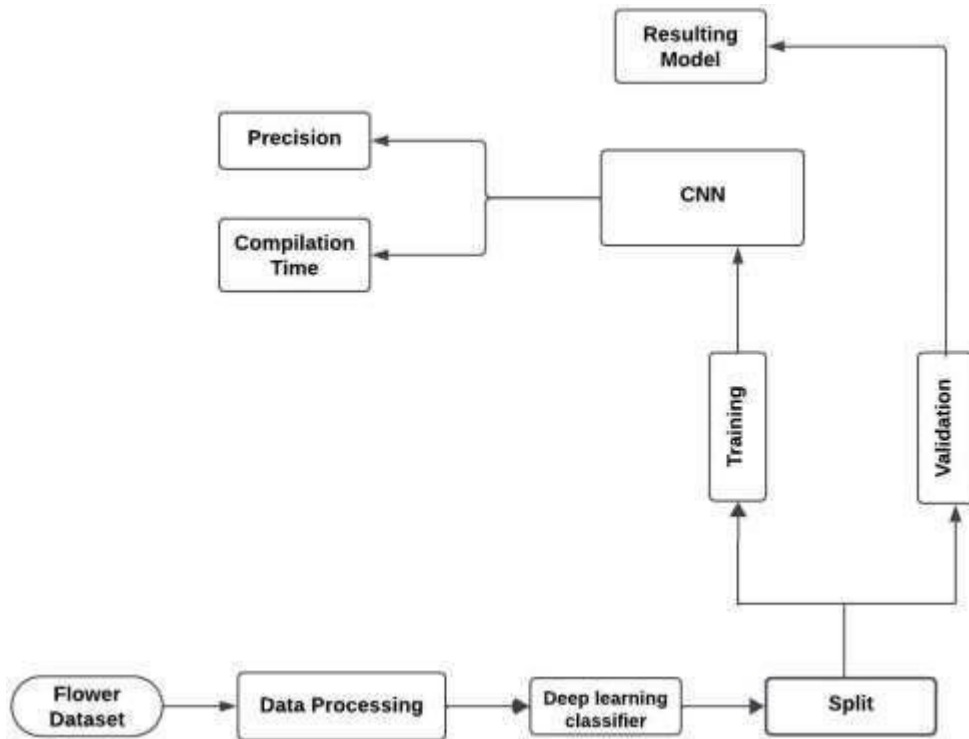 Resulting
Model
Precision
CNN
Compilation
Time
Training
Validation
Flower
Dataset
Data Processing
Deep learning
classifier
Split